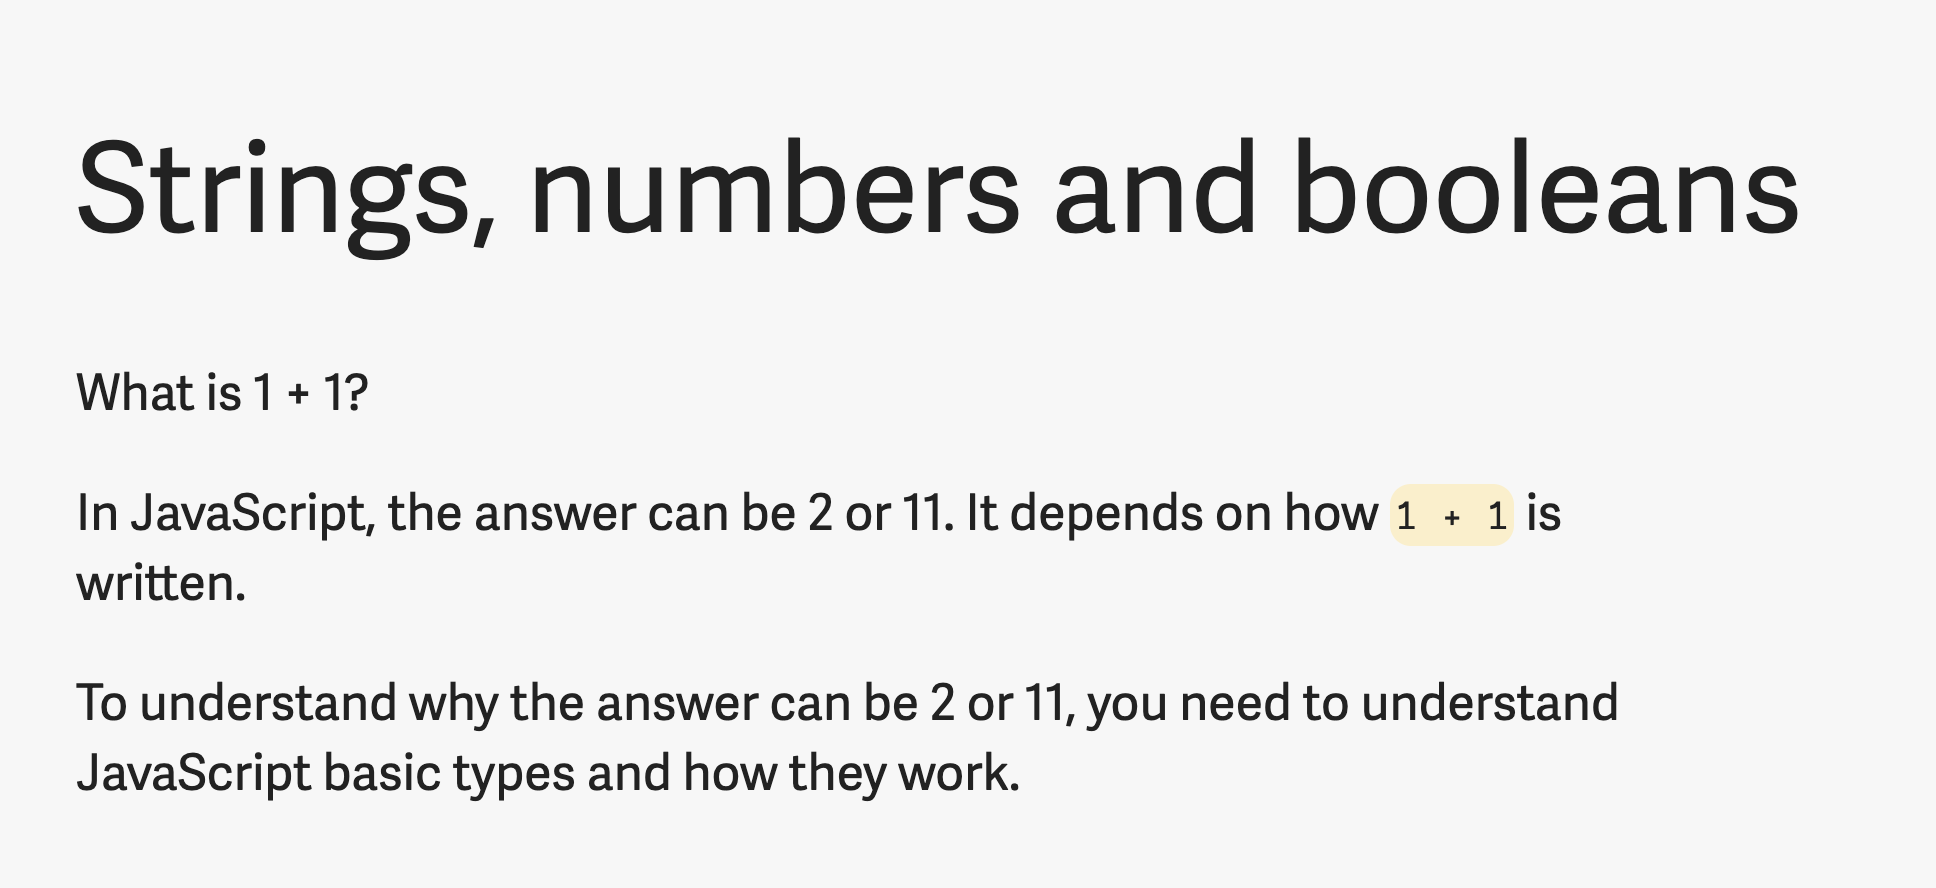 Strings, numbers and booleans
What is 1 + 1?
In JavaScript, the answer can be 2 or 11. It depends on how 1 + 1 is
written.
To understand why the answer can be 2 or 11, you need to understand
JavaScript basic types and how they work.